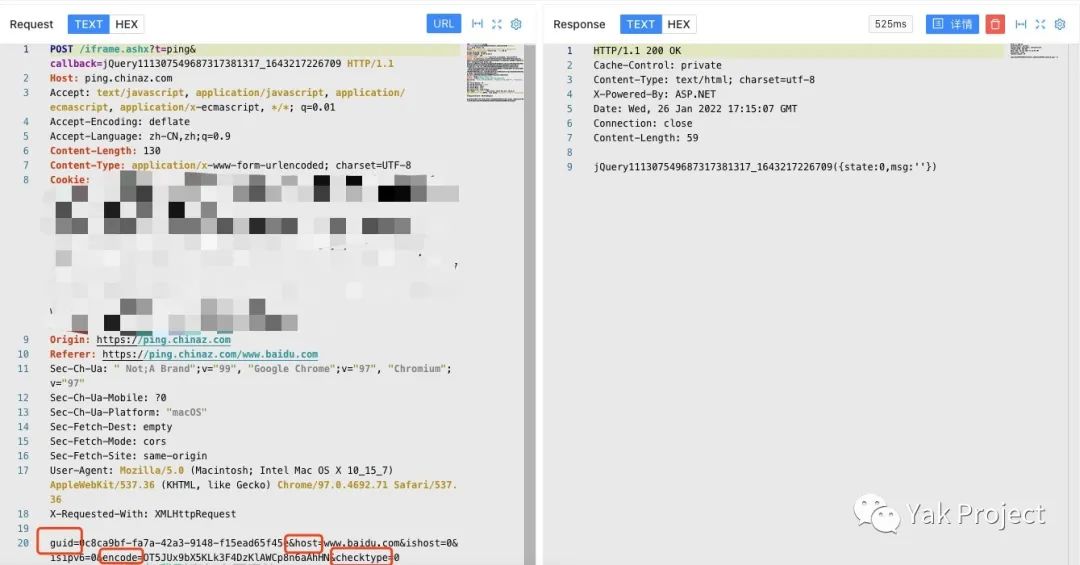 Request TEXT HEX URL
1 POST /iframe.ashx?t=ping&
callback=jQuery111307549687317381317_1643217226709 HTTP/1.1
2 Host: ping.chinaz.com
3 Accept: text/javascript, application/javascript, application/
ecmascript, application/x-ecmascript, */*; q=0.01
4 Accept-Encoding: deflate
5 Accept-Language: zh-CN,zh;q=0.9
6 Content-Length: 130
7 Content-Type: application/x-www-form-urlencoded; charset=UTF-8
8 Cookie:
9 Origin: https://ping.chinaz.com
10 Referer: https://ping.chinaz.com/www.baidu.com
11 Sec-Ch-Ua: " Not;A Brand";v="99", "Google Chrome";v="97", "Chromium";
v="97"
12 Sec-Ch-Ua-Mobile: ?0
13 Sec-Ch-Ua-Platform: "macOS"
14 Sec-Fetch-Dest: empty
15 Sec-Fetch-Mode: cors
16 Sec-Fetch-Site: same-origin
17 User-Agent: Mozilla/5.0 (Macintosh; Intel Mac OS X 10_15_7)
AppleWebKit/537.36 (KHTML, like Gecko) Chrome/97.0.4692.71 Safari/537.
36
18 X-Requested-With: XMLHttpRequest
19
20 guid=0c8ca9bf-fa7a-42a3-9148-f15ead65f45e&host=www.baidu.com&ishost=0&
isipv6=0&encode=OT5JUx9bX5KLk3F4DzKlAWCp8n6aAhHN&checktype=0
Response TEXT HEX 525ms 详情
1 HTTP/1.1 200 OK
2 Cache-Control: private
3 Content-Type: text/html; charset=utf-8
4 X-Powered-By: ASP.NET
5 Date: Wed, 26 Jan 2022 17:15:07 GMT
6 Connection: close
7 Content-Length: 59
8
9 jQuery111307549687317381317_1643217226709({state:0,msg:''})
Yak Project